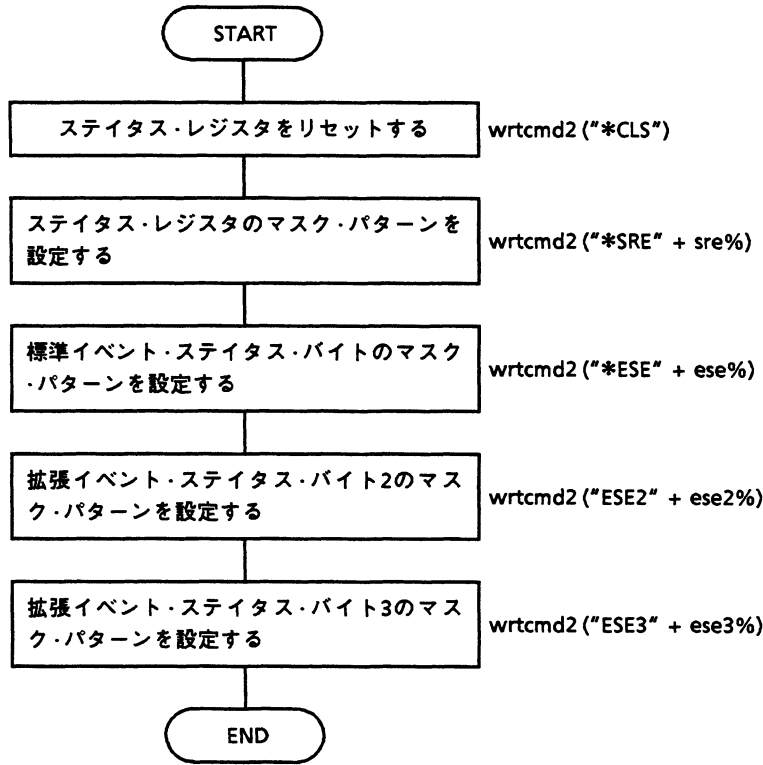 START
ステイタス・レジスタをリセットする
wrtcmd2 ("*CLS")
ステイタス・レジスタのマスク・パターンを
設定する
wrtcmd2 ("*SRE" + sre%)
標準イベント・ステイタス・バイトのマスク
・パターンを設定する
wrtcmd2 ("*ESE" + ese%)
拡張イベント・ステイタス・バイト2のマス
ク・パターンを設定する
wrtcmd2 ("ESE2" + ese2%)
拡張イベント・ステイタス・バイト3のマス
ク・パターンを設定する
wrtcmd2 ("ESE3" + ese3%)
END